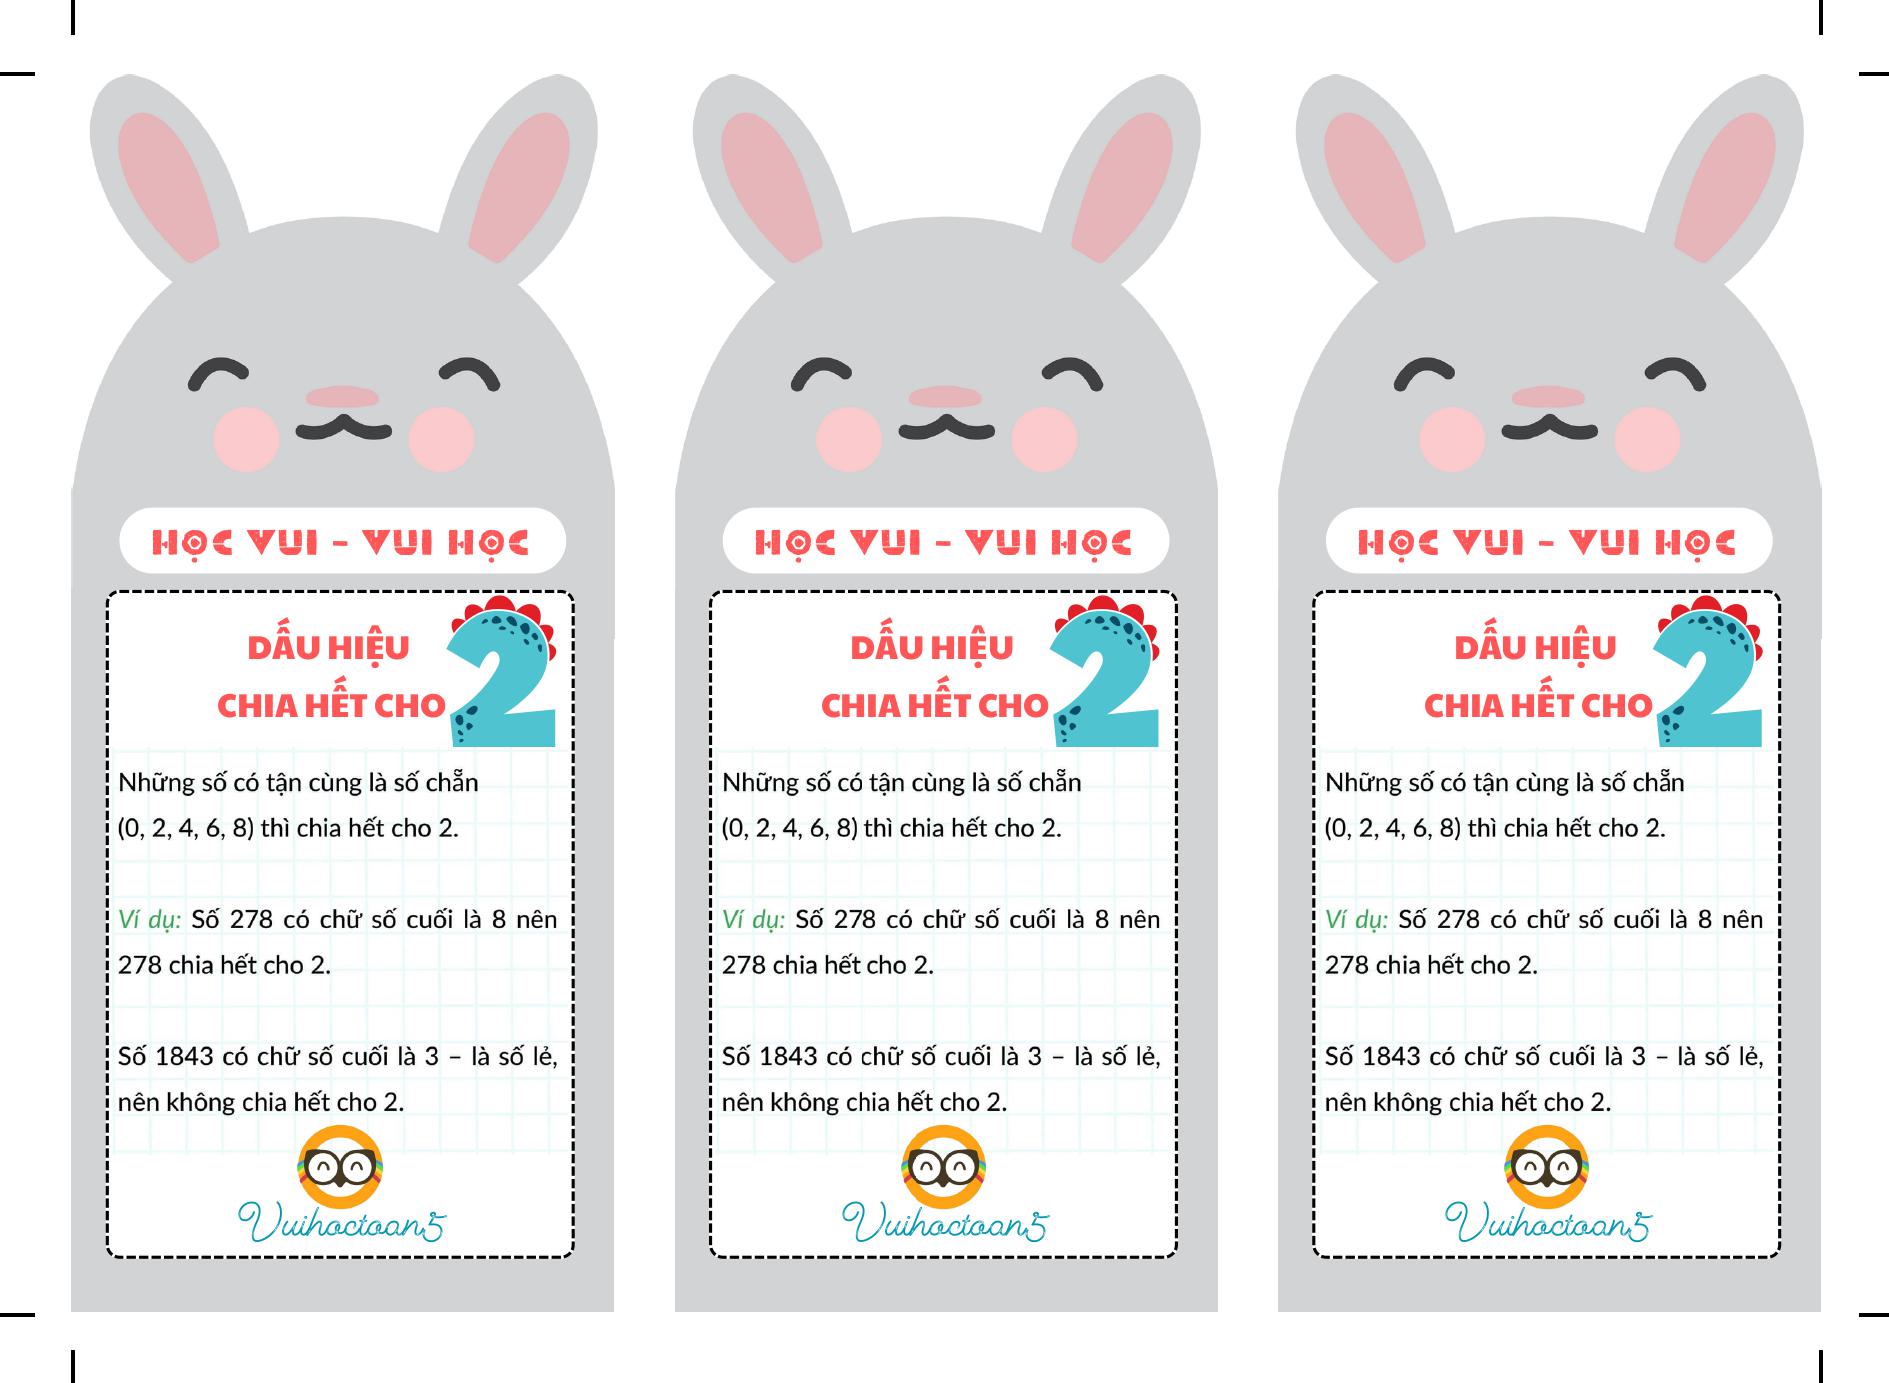 HỌC VUI - VUI HỌC
DẤU HIỆU
CHIA HẾT CHO 2
Những số có tận cùng là số chẵn
(0, 2, 4, 6, 8) thì chia hết cho 2.
Ví dụ: Số 278 có chữ số cuối là 8 nên
278 chia hết cho 2.
Số 1843 có chữ số cuối là 3 – là số lẻ,
nên không chia hết cho 2.
Vuihoctoan5
HỌC VUI - VUI HỌC
DẤU HIỆU
CHIA HẾT CHO 2
Những số có tận cùng là số chẵn
(0, 2, 4, 6, 8) thì chia hết cho 2.
Ví dụ: Số 278 có chữ số cuối là 8 nên
278 chia hết cho 2.
Số 1843 có chữ số cuối là 3 – là số lẻ,
nên không chia hết cho 2.
Vuihoctoan5
HỌC VUI - VUI HỌC
DẤU HIỆU
CHIA HẾT CHO 2
Những số có tận cùng là số chẵn
(0, 2, 4, 6, 8) thì chia hết cho 2.
Ví dụ: Số 278 có chữ số cuối là 8 nên
278 chia hết cho 2.
Số 1843 có chữ số cuối là 3 – là số lẻ,
nên không chia hết cho 2.
Vuihoctoan5